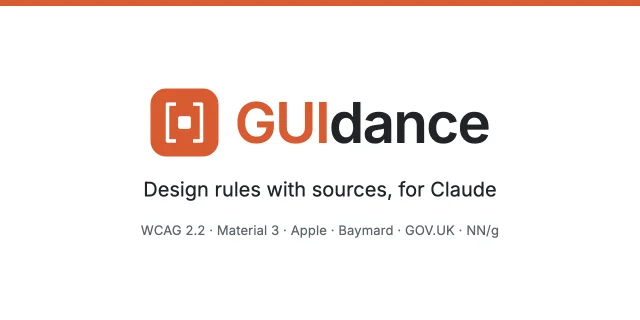 GUIdance
Design rules with sources, for Claude
WCAG 2.2 · Material 3 · Apple · Baymard · GOV.UK · NN/g